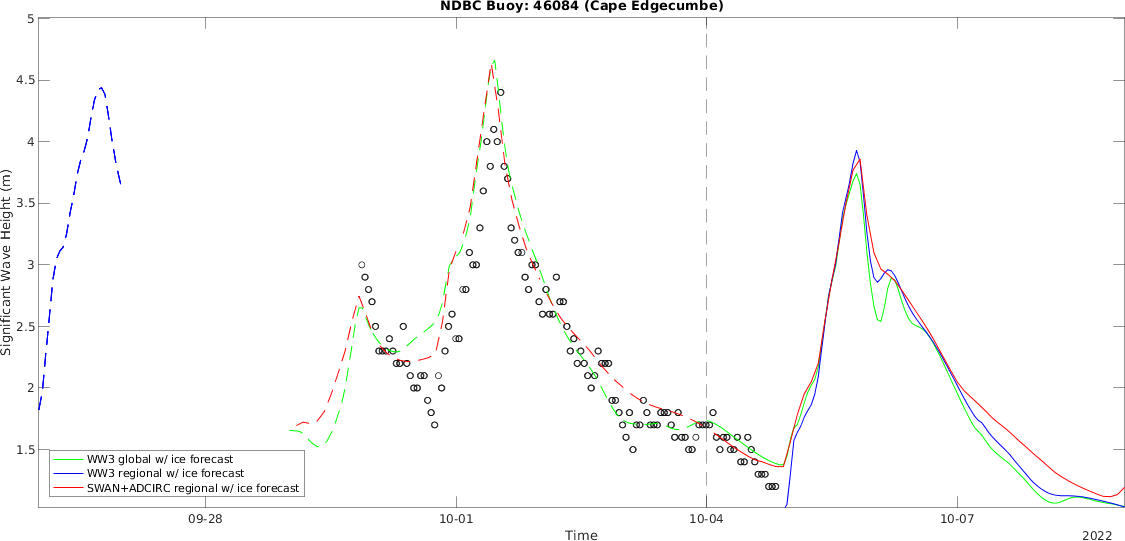 NDBC Buoy: 46084 (Cape Edgecumbe)
5
4.5
4
3.5
3
2.5
2
1.5
Significant Wave Height (m)
WW3 global w/ ice forecast
WW3 regional w/ ice forecast
SWAN+ADCIRC regional w/ ice forecast
09-28
10-01
10-04
10-07
Time
2022